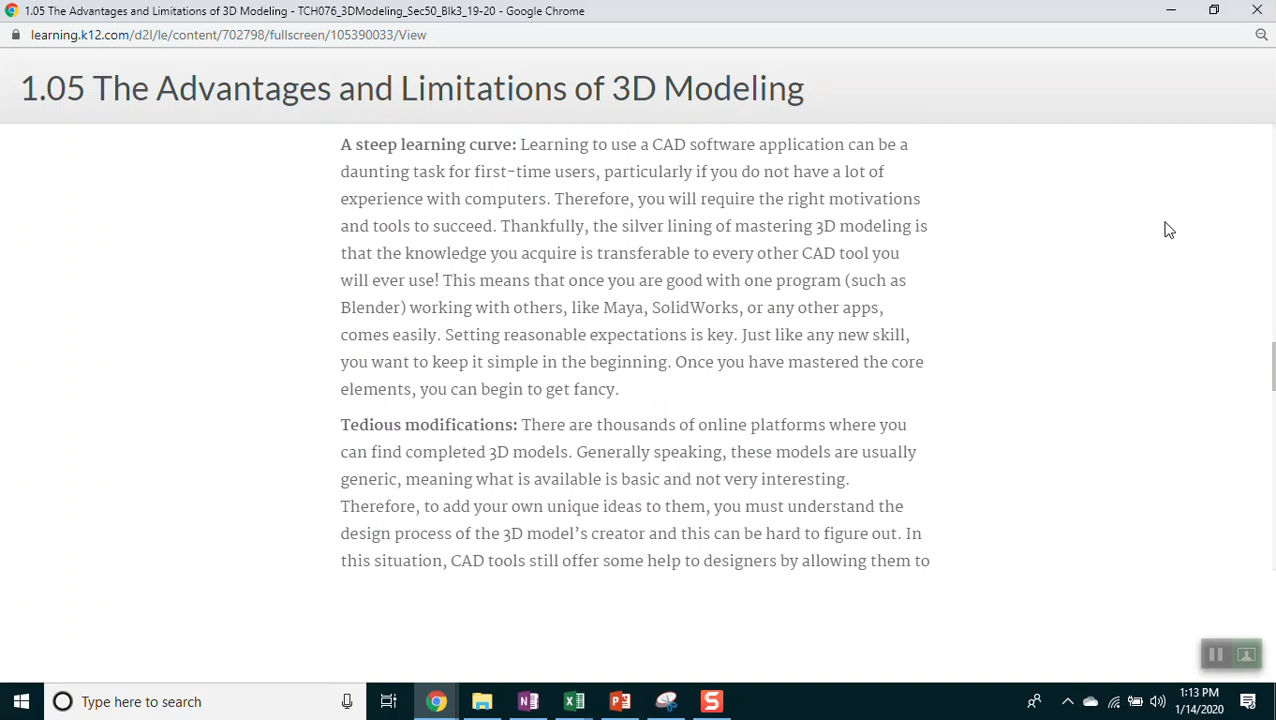 1.05 The Advantages and Limitations of 3D Modeling - TCH076_3DModeling_Sec50_Blk3_19-20 - Google Chrome
learning.k12.com/d2l/le/content/702798/fullscreen/105390033/View
1.05 The Advantages and Limitations of 3D Modeling
A steep learning curve: Learning to use a CAD software application can be a
daunting task for first-time users, particularly if you do not have a lot of
experience with computers. Therefore, you will require the right motivations
and tools to succeed. Thankfully, the silver lining of mastering 3D modeling is
that the knowledge you acquire is transferable to every other CAD tool you
will ever use! This means that once you are good with one program (such as
Blender) working with others, like Maya, SolidWorks, or any other apps,
comes easily. Setting reasonable expectations is key. Just like any new skill,
you want to keep it simple in the beginning. Once you have mastered the core
elements, you can begin to get fancy.
Tedious modifications: There are thousands of online platforms where you
can find completed 3D models. Generally speaking, these models are usually
generic, meaning what is available is basic and not very interesting.
Therefore, to add your own unique ideas to them, you must understand the
design process of the 3D model's creator and this can be hard to figure out. In
this situation, CAD tools still offer some help to designers by allowing them to
Type here to search
1:13 PM
1/14/2020